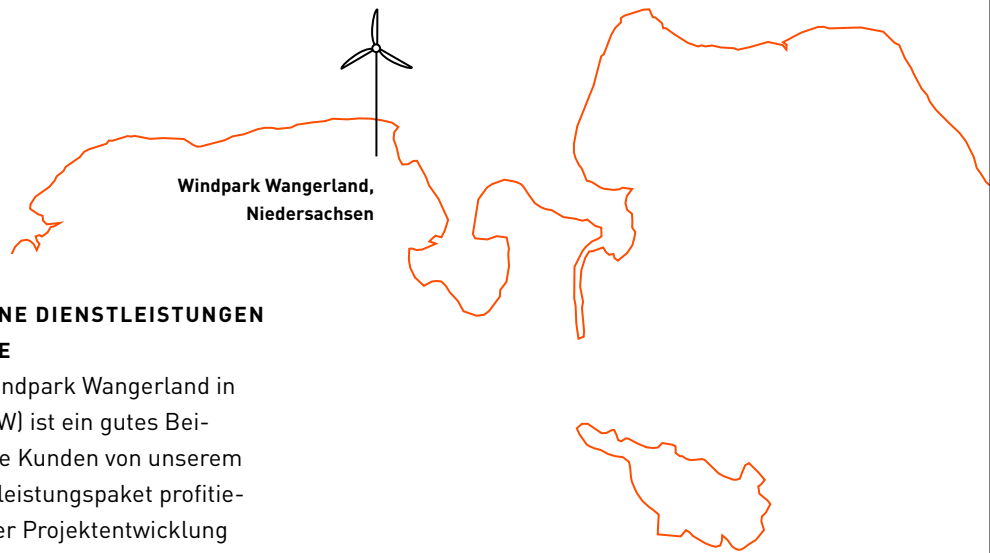 Windpark Wangerland,
Niedersachsen
NE DIENSTLEISTUNGEN
E
ndpark Wangerland in
W) ist ein gutes Bei-
e Kunden von unserem
leistungspaket profitie-
er Projektentwicklung